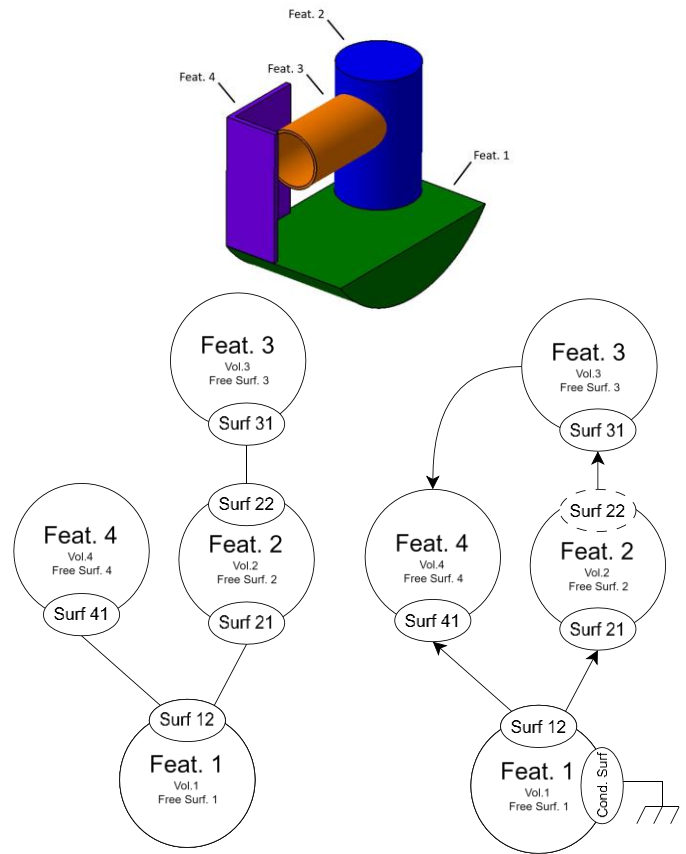 Feat. 2
Feat. 3
Feat. 4
Feat. 1
Feat. 3
Vol.3
Free Surf. 3
Surf 31
Surf 22
Feat. 4
Vol.4
Free Surf. 4
Surf 41
Feat. 2
Vol.2
Free Surf. 2
Surf 21
Surf 12
Feat. 1
Vol.1
Free Surf. 1
Feat. 3
Vol.3
Free Surf. 3
Surf 31
Surf 22
Feat. 4
Vol.4
Free Surf. 4
Surf 41
Feat. 2
Vol.2
Free Surf. 2
Surf 21
Surf 12
Feat. 1
Vol.1
Free Surf. 1
Cond. Surf